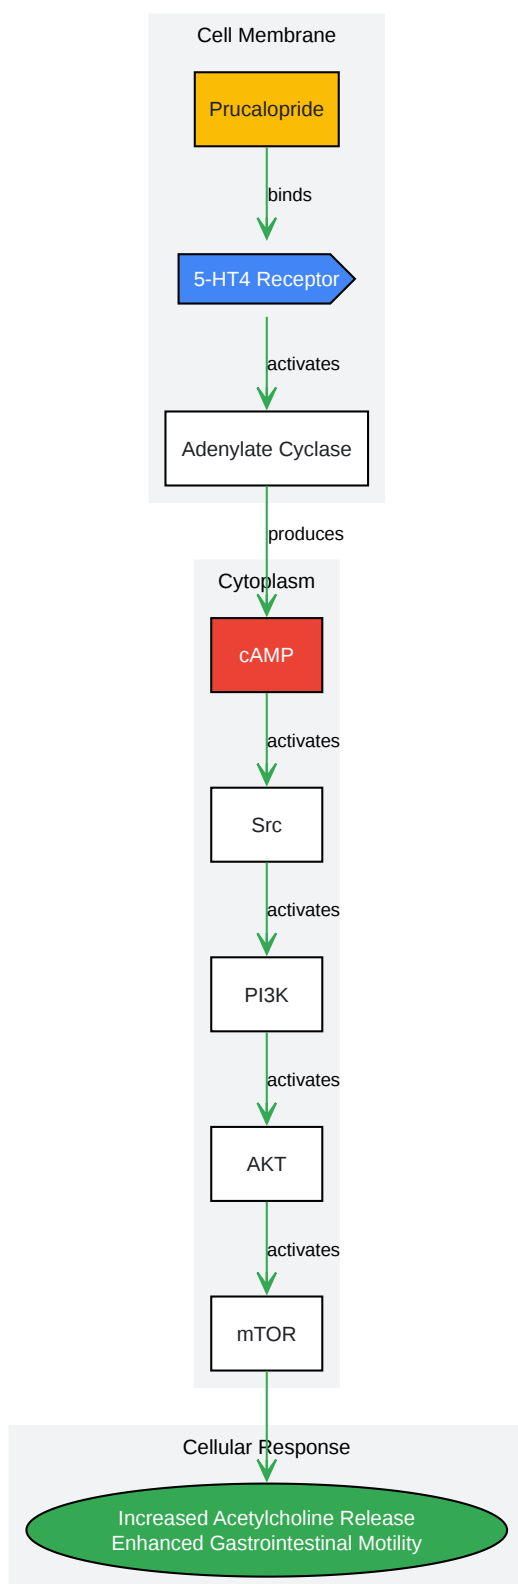 Cell Membrane
Prucalopride
binds
5-HT4 Receptor
activates
Adenylate Cyclase
produces
Cytoplasm
cAMP
activates
Src
activates
PI3K
activates
AKT
activates
mTOR
Cellular Response
Increased Acetylcholine Release
Enhanced Gastrointestinal Motility